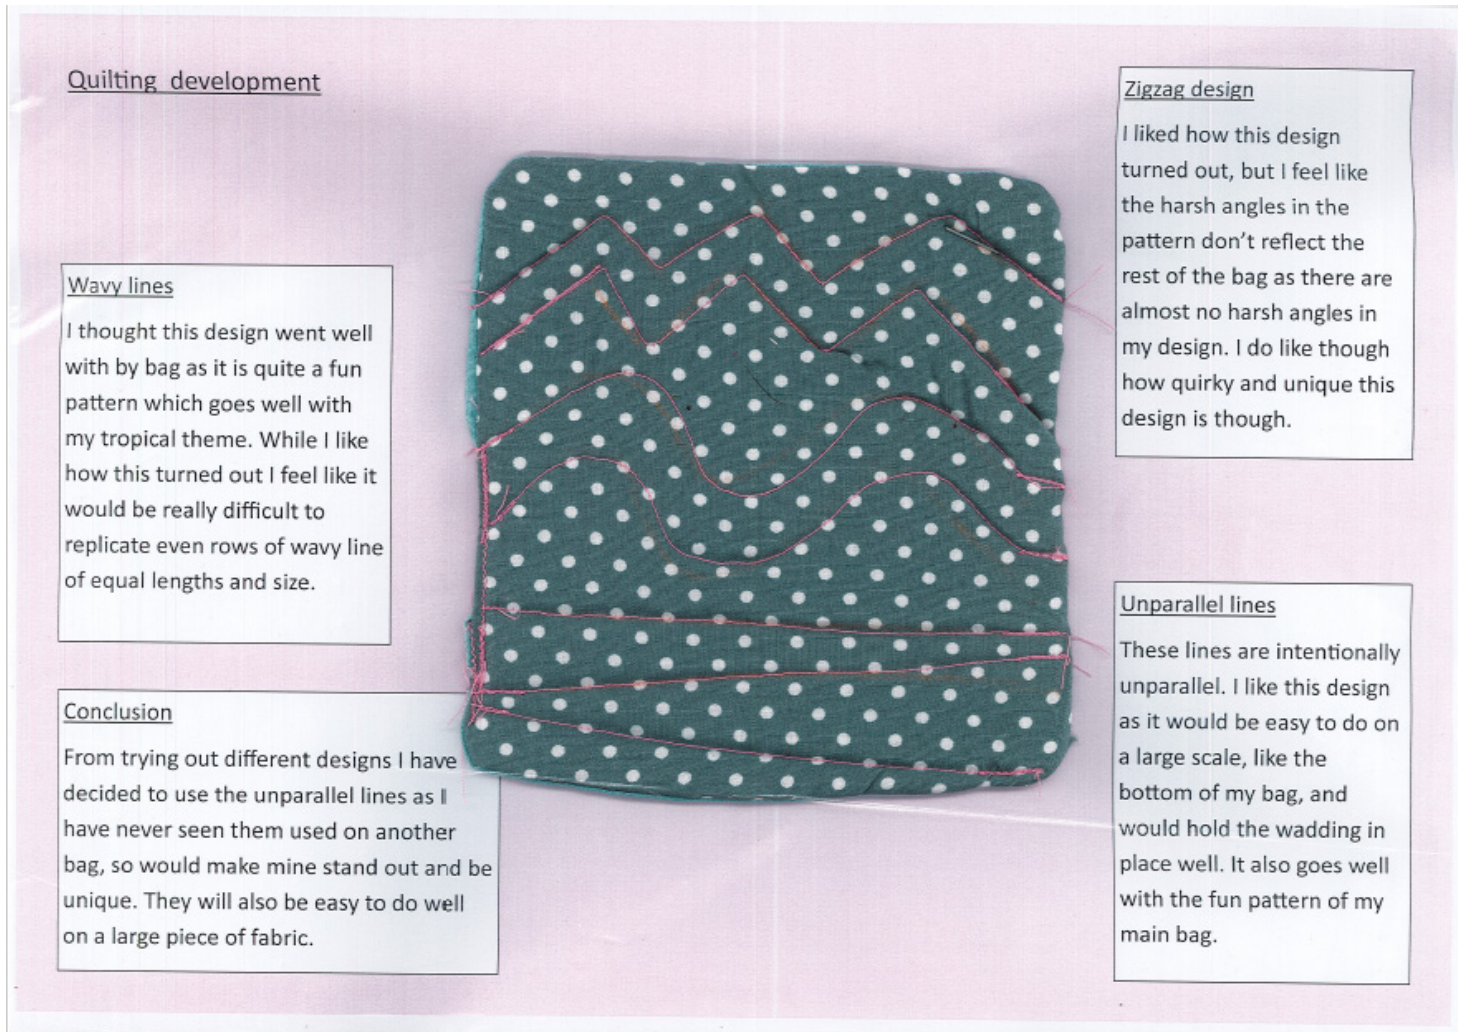 Quilting development
Zigzag design
I liked how this design
turned out, but I feel like
the harsh angles in the
pattern don't reflect the
rest of the bag as there are
almost no harsh angles in
my design. I do like though
how quirky and unique this
design is though.
Wavy lines
I thought this design went well
with by bag as it is quite a fun
pattern which goes well with
my tropical theme. While I like
how this turned out I feel like it
would be really difficult to
replicate even rows of wavy line
of equal lengths and size.
Unparallel lines
These lines are intentionally
unparallel. I like this design
as it would be easy to do on
a large scale, like the
bottom of my bag, and
would hold the wadding in
place well. It also goes well
with the fun pattern of my
main bag.
Conclusion
From trying out different designs I have
decided to use the unparallel lines as I
have never seen them used on another
bag, so would make mine stand out and be
unique. They will also be easy to do well
on a large piece of fabric.